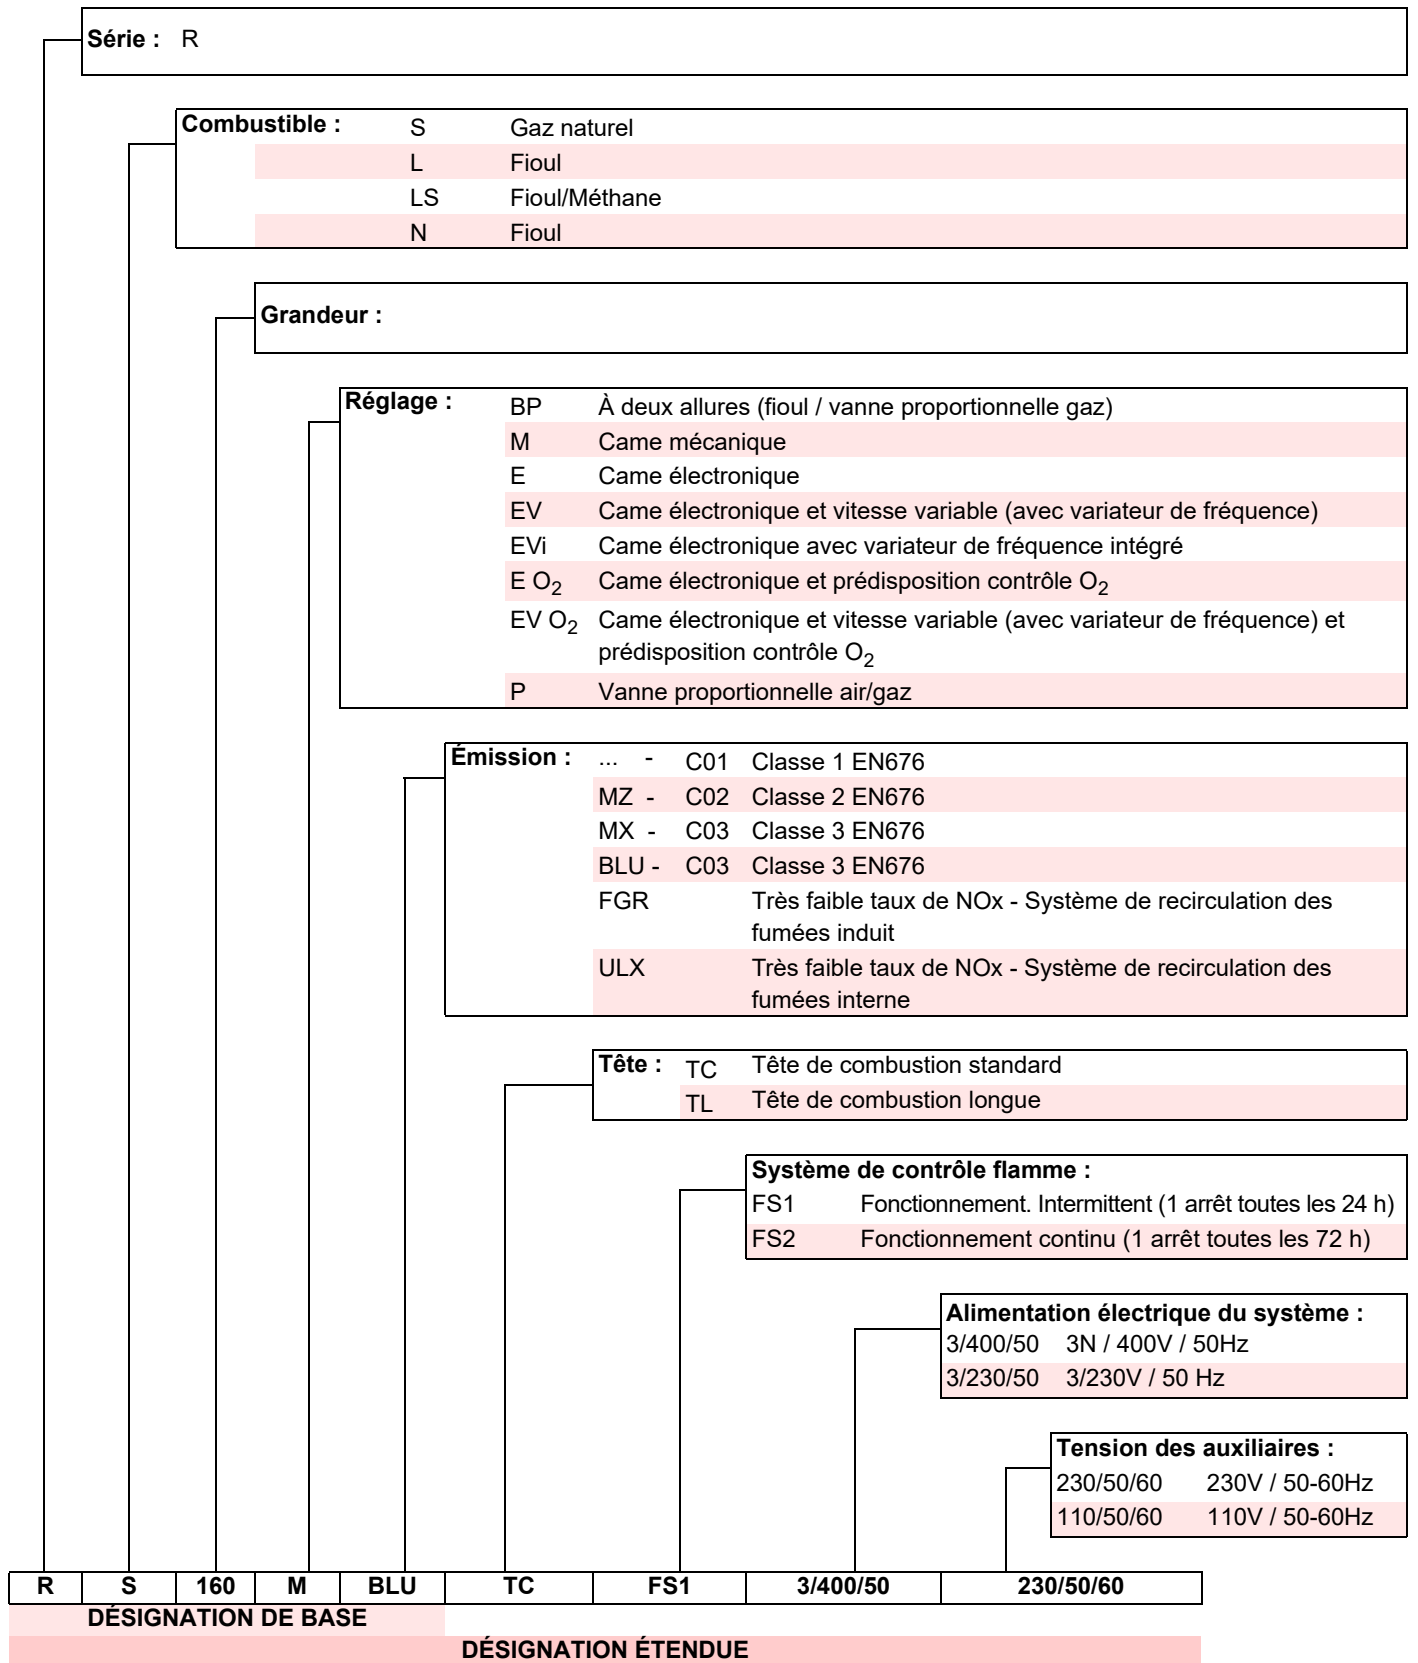 Série : R
Combustible : S Gaz naturel
L Fioul
LS Fioul/Méthane
N Fioul
Grandeur :
Réglage : BP À deux allures (fioul / vanne proportionnelle gaz)
M Came mécanique
E Came électronique
EV Came électronique et vitesse variable (avec variateur de fréquence)
EVi Came électronique avec variateur de fréquence intégré
E O2 Came électronique et prédisposition contrôle O2
EV O2 Came électronique et vitesse variable (avec variateur de fréquence) et
prédisposition contrôle O2
P Vanne proportionnelle air/gaz
Émission : ... - C01 Classe 1 EN676
MZ - C02 Classe 2 EN676
MX - C03 Classe 3 EN676
BLU - C03 Classe 3 EN676
FGR Très faible taux de NOx - Système de recirculation des
fumées induit
ULX Très faible taux de NOx - Système de recirculation des
fumées interne
Tête : TC Tête de combustion standard
TL Tête de combustion longue
Système de contrôle flamme :
FS1 Fonctionnement. Intermittent (1 arrêt toutes les 24 h)
FS2 Fonctionnement continu (1 arrêt toutes les 72 h)
Alimentation électrique du système :
3/400/50 3N / 400V / 50Hz
3/230/50 3/230V / 50 Hz
Tension des auxiliaires :
230/50/60 230V / 50-60Hz
110/50/60 110V / 50-60Hz
R S 160 M BLU TC FS1 3/400/50 230/50/60
DÉSIGNATION DE BASE
DÉSIGNATION ÉTENDUE